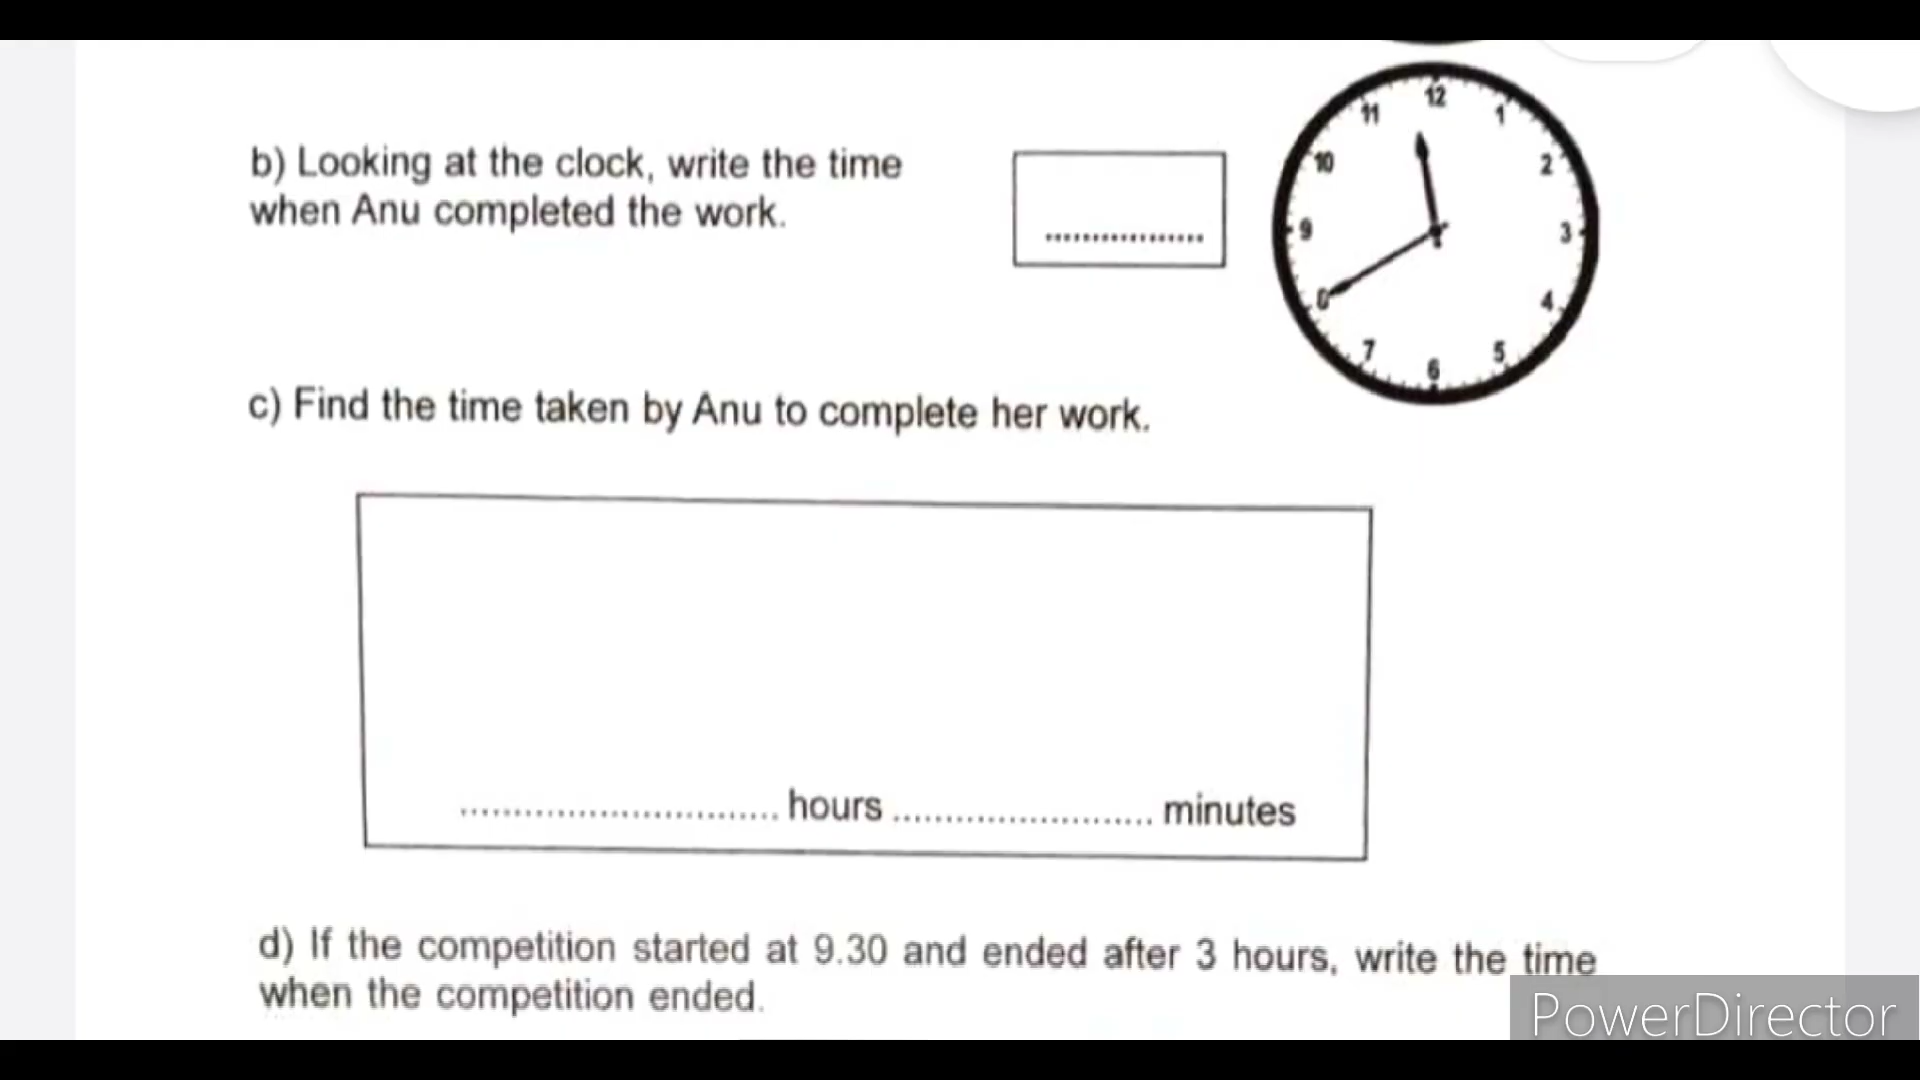 b) Looking at the clock, write the time
when Anu completed the work.
.................
12
11
1
10
2
9
3
4
7
5
6
c) Find the time taken by Anu to complete her work.
.............................. hours ......................... minutes
d) If the competition started at 9.30 and ended after 3 hours, write the time
when the competition ended.
PowerDirector